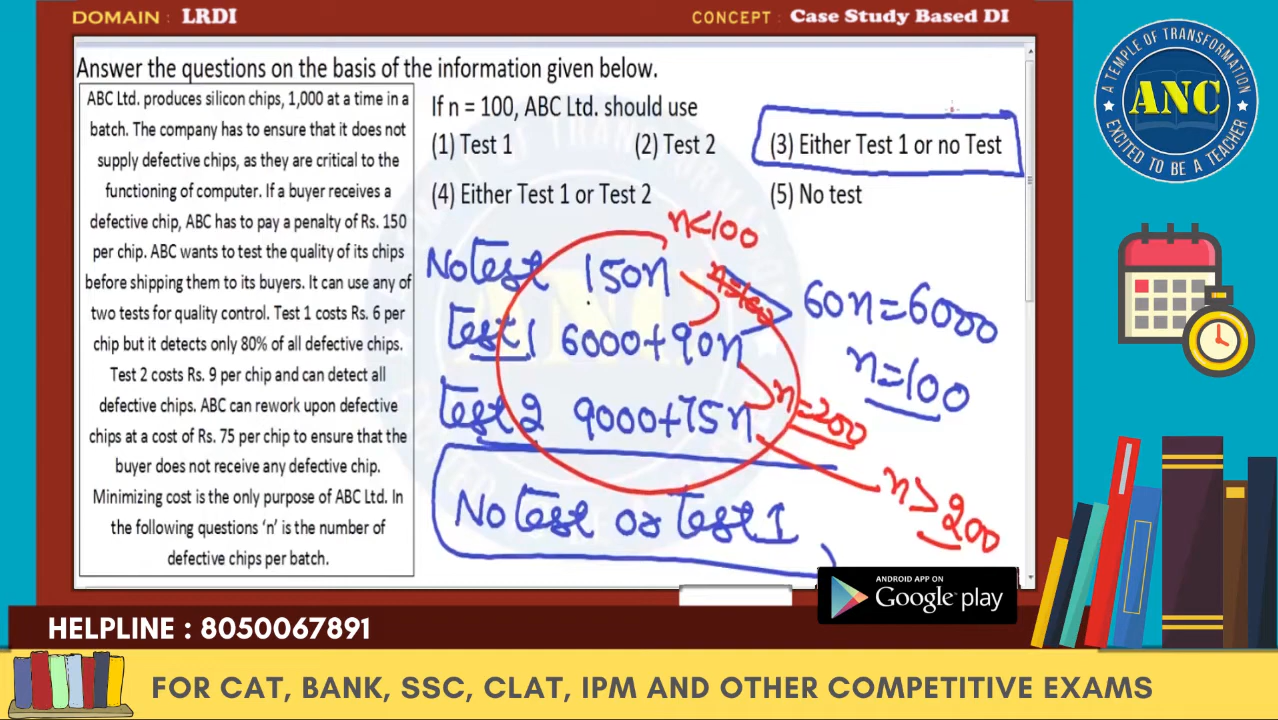 DOMAIN : LRDI
CONCEPT : Case Study Based DI
Answer the questions on the basis of the information given below.
ABC Ltd. produces silicon chips, 1,000 at a time in a
batch. The company has to ensure that it does not
supply defective chips, as they are critical to the
functioning of computer. If a buyer receives a
defective chip, ABC has to pay a penalty of Rs. 150
per chip. ABC wants to test the quality of its chips
before shipping them to its buyers. It can use any of
two tests for quality control. Test 1 costs Rs. 6 per
chip but it detects only 80% of all defective chips.
Test 2 costs Rs. 9 per chip and can detect all
defective chips. ABC can rework upon defective
chips at a cost of Rs. 75 per chip to ensure that the
buyer does not receive any defective chip.
Minimizing cost is the only purpose of ABC Ltd. In
the following questions ‘n’ is the number of
defective chips per batch.
If n = 100, ABC Ltd. should use
(1) Test 1 (2) Test 2 (3) Either Test 1 or no Test
(4) Either Test 1 or Test 2 (5) No test
n<100
No test 150n
n=100
60n=6000
test 1 6000+90n
n=100
test 2 9000+75n
n=200
n>200
No test or test 1
A TEMPLE OF TRANSFORMATION
ANC
EXCITED TO BE A TEACHER
ANDROID APP ON
Google play
HELPLINE : 8050067891
FOR CAT, BANK, SSC, CLAT, IPM AND OTHER COMPETITIVE EXAMS